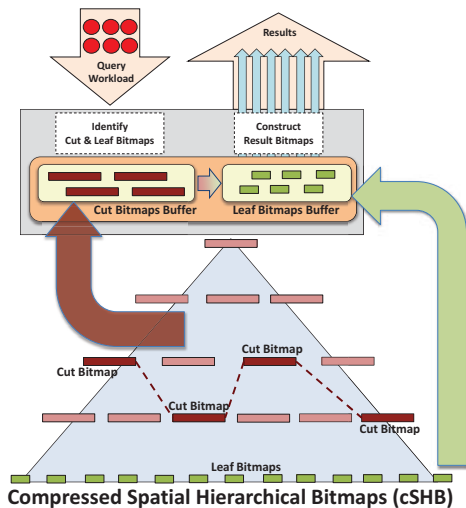 Query
Workload
Results
Identify
Cut & Leaf Bitmaps
Construct
Result Bitmaps
Cut Bitmaps Buffer
Leaf Bitmaps Buffer
Cut Bitmap
Cut Bitmap
Cut Bitmap
Cut Bitmap
Leaf Bitmaps
Compressed Spatial Hierarchical Bitmaps (cSHB)